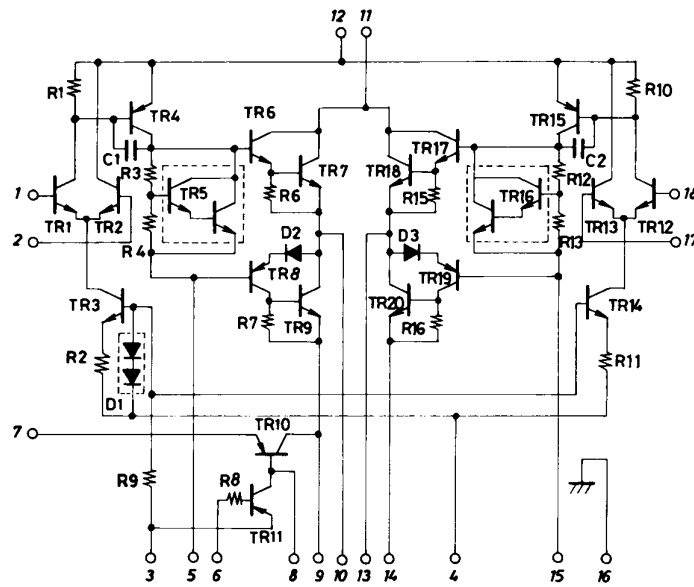 12 11
R1 TR4 TR6 TR15 R10
C1 TR17 C2
R3 TR5 TR7 TR18 TR16 R12
1 R6 R15 18
TR1 TR2 R4 TR13 TR12
2 D2 D3 R13 17
TR8 TR19
TR3 TR14
R7 TR9 TR20 R16
R2 R11
D1
7 TR10
R9 R8
TR11
3 5 6 8 9 10 13 14 4 15 16